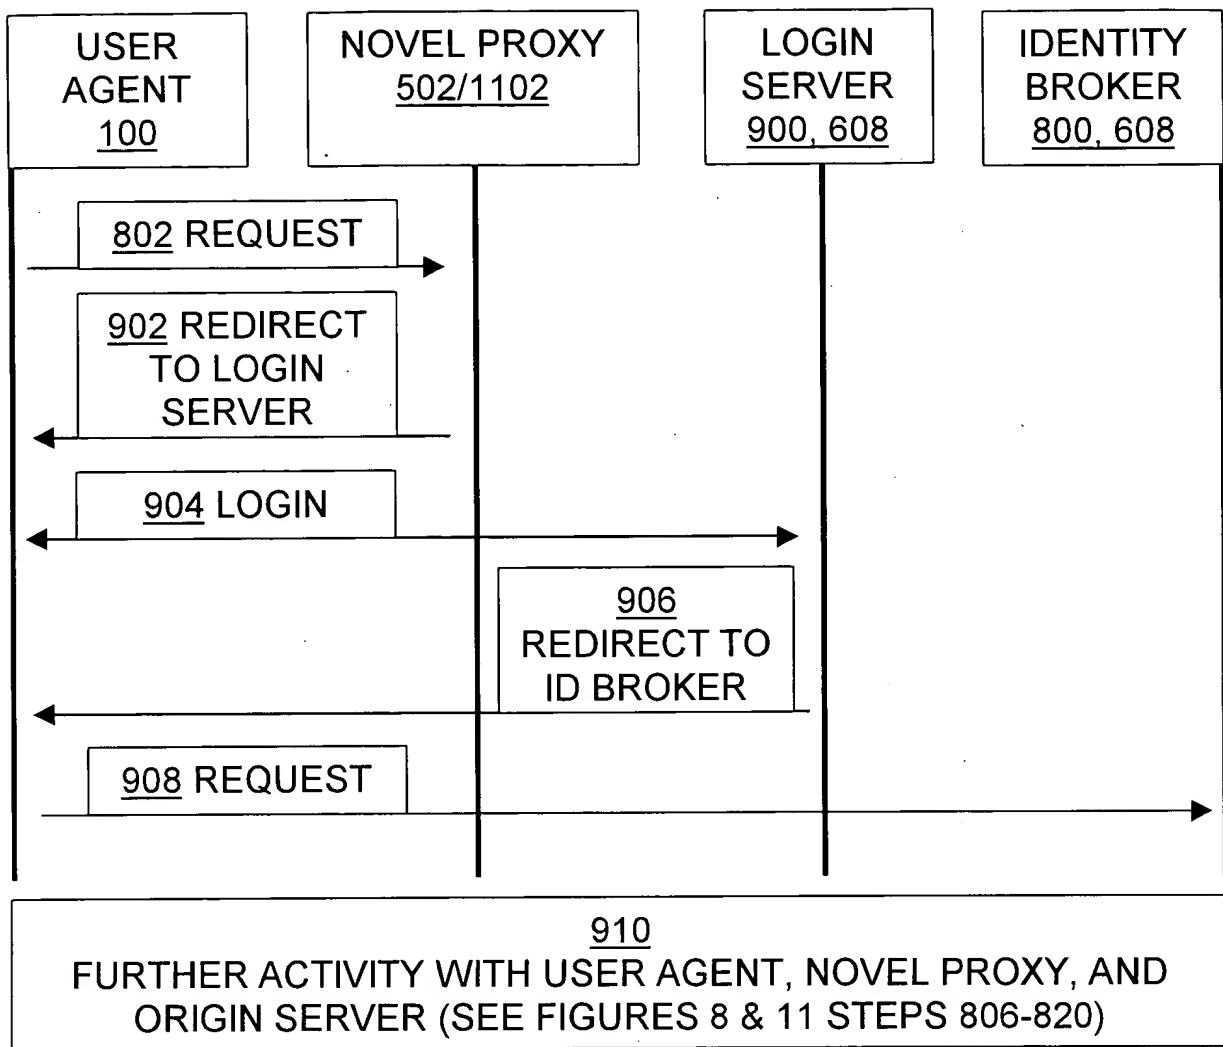 USER
AGENT
100
NOVEL PROXY
502/1102
LOGIN
SERVER
900, 608
IDENTITY
BROKER
800, 608
802 REQUEST
902 REDIRECT
TO LOGIN
SERVER
904 LOGIN
906
REDIRECT TO
ID BROKER
908 REQUEST
910
FURTHER ACTIVITY WITH USER AGENT, NOVEL PROXY, AND
ORIGIN SERVER (SEE FIGURES 8 & 11 STEPS 806-820)